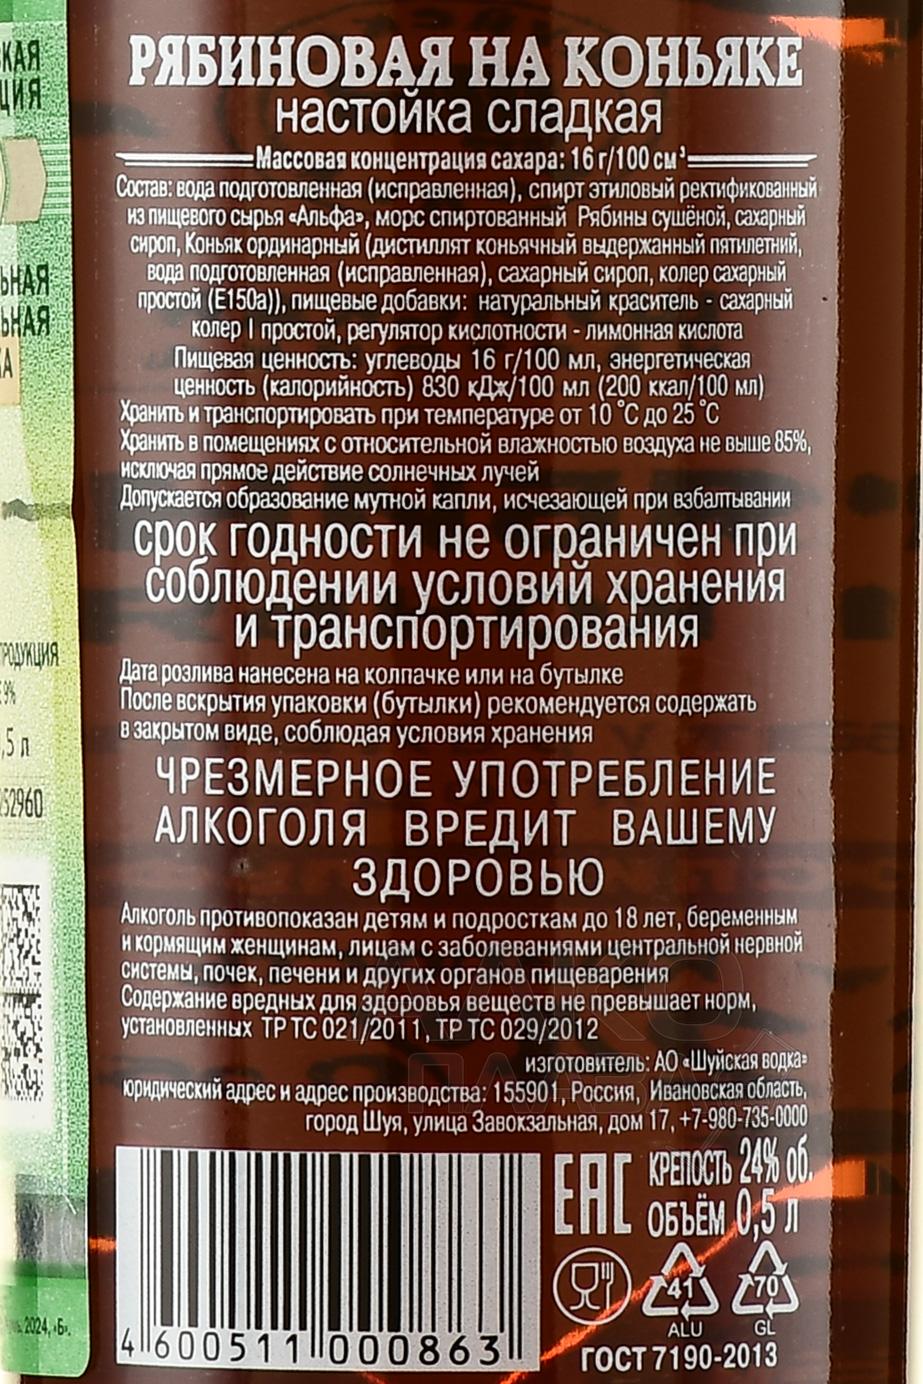 РЯБИНОВАЯ НА КОНЬЯКЕ
настойка сладкая
Массовая концентрация сахара: 16 г/100 см³
Состав: вода подготовленная (исправленная), спирт этиловый ректификованный
из пищевого сырья «Альфа», морс спиртованный Рябины сушёной, сахарный
сироп, Коньяк ординарный (дистиллят коньячный выдержанный пятилетний,
вода подготовленная (исправленная), сахарный сироп, колер сахарный
простой (Е150а)), пищевые добавки: натуральный краситель - сахарный
колер I простой, регулятор кислотности - лимонная кислота
Пищевая ценность: углеводы 16 г/100 мл, энергетическая
ценность (калорийность) 830 кДж/100 мл (200 ккал/100 мл)
Хранить и транспортировать при температуре от 10 °С до 25 °С
Хранить в помещениях с относительной влажностью воздуха не выше 85%,
исключая прямое действие солнечных лучей
Допускается образование мутной капли, исчезающей при взбалтывании
срок годности не ограничен при
соблюдении условий хранения
и транспортирования
Дата розлива нанесена на колпачке или на бутылке
После вскрытия упаковки (бутылки) рекомендуется содержать
в закрытом виде, соблюдая условия хранения
ЧРЕЗМЕРНОЕ УПОТРЕБЛЕНИЕ
АЛКОГОЛЯ ВРЕДИТ ВАШЕМУ
ЗДОРОВЬЮ
Алкоголь противопоказан детям и подросткам до 18 лет, беременным
и кормящим женщинам, лицам с заболеваниями центральной нервной
системы, почек, печени и других органов пищеварения
Содержание вредных для здоровья веществ не превышает норм,
установленных ТР ТС 021/2011, ТР ТС 029/2012
изготовитель: АО «Шуйская водка»
юридический адрес и адрес производства: 155901, Россия, Ивановская область,
город Шуя, улица Завокзальная, дом 17, +7-980-735-0000
4 600511 000863
ЕАС
КРЕПОСТЬ 24% об.
ОБЪЁМ 0,5 л
41
ALU
70
GL
ГОСТ 7190-2013
КАЯ
ЦИЯ
ЬНАЯ
ЬНАЯ
КА
РОДУКЦИЯ
9%
,5 л
52960
2024, «Б».